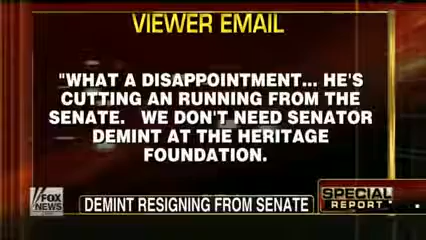 VIEWER EMAIL
"WHAT A DISAPPOINTMENT... HE'S
CUTTING AN RUNNING FROM THE
SENATE. WE DON'T NEED SENATOR
DEMINT AT THE HERITAGE
FOUNDATION.
FOX
NEWS
SPECIAL
REPORT
DEMINT RESIGNING FROM SENATE